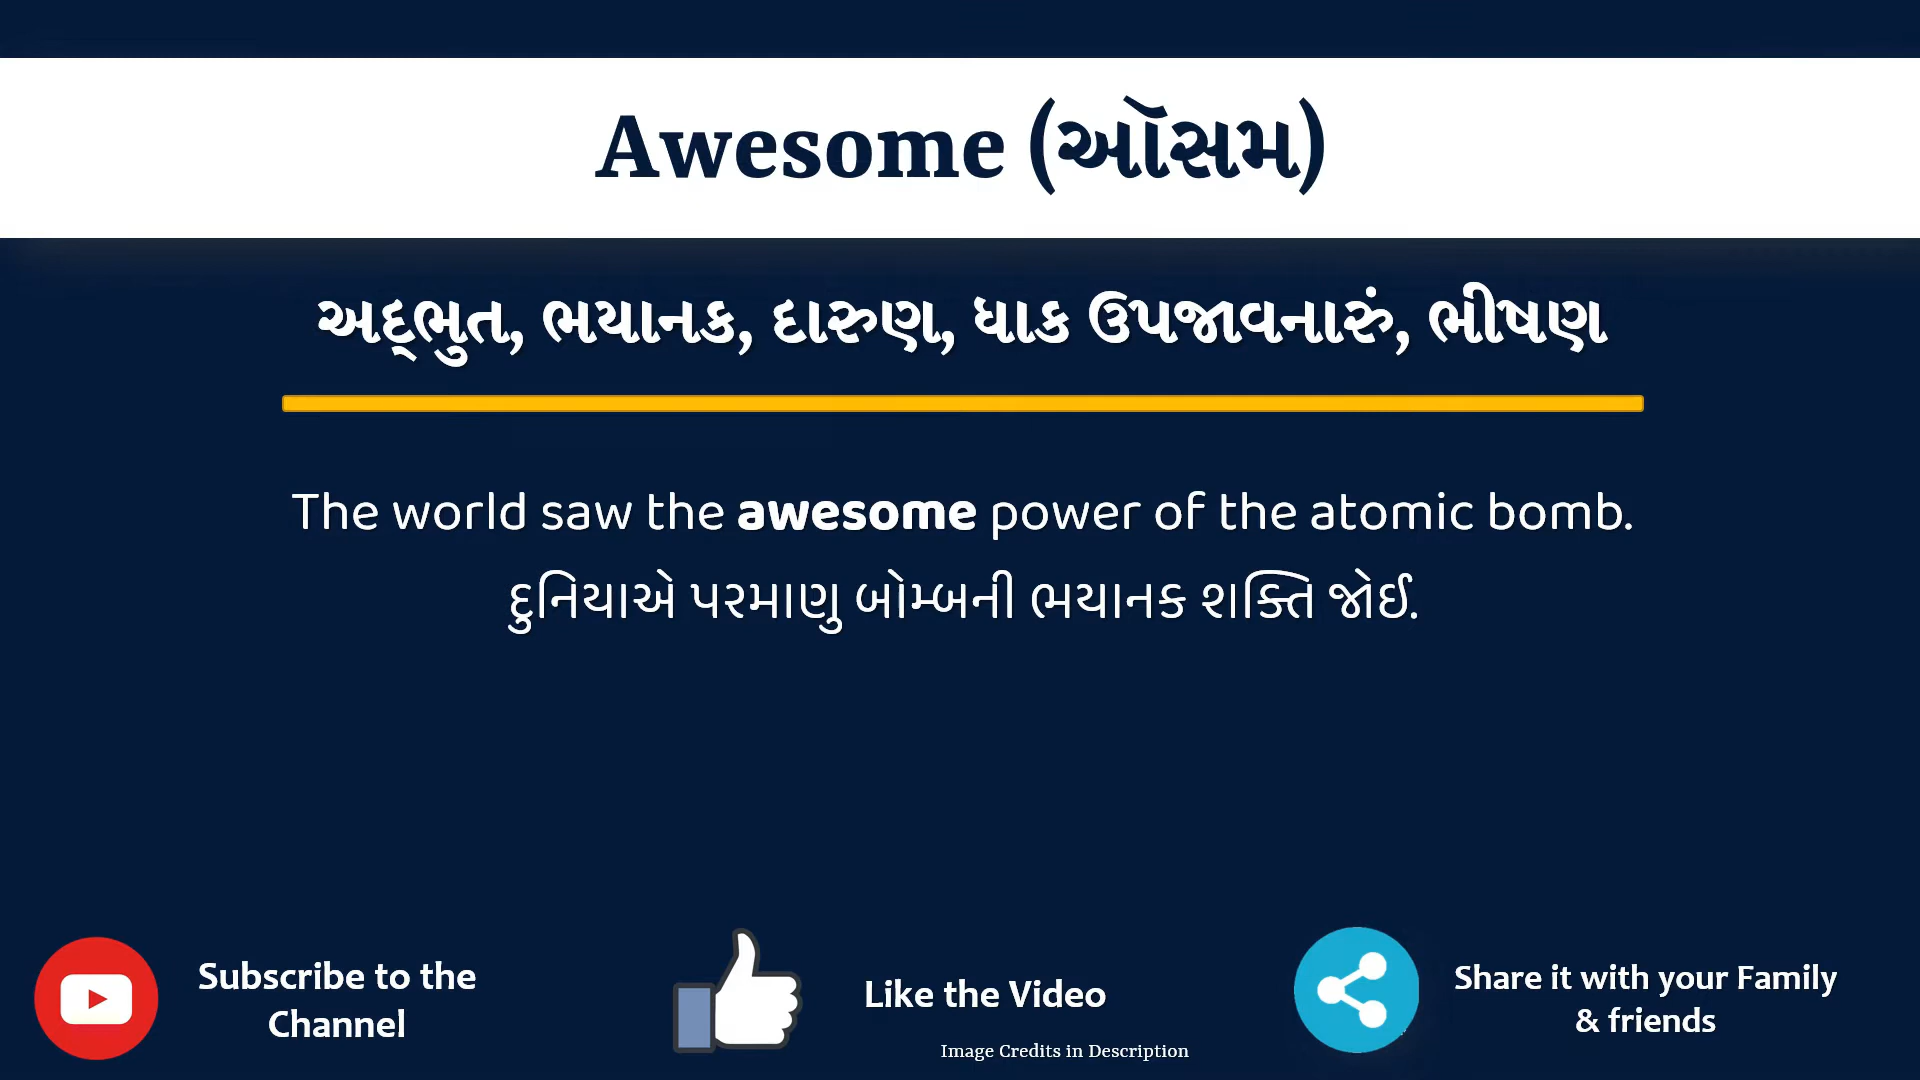 Awesome (ઑસમ)
અદ્‌ભુત, ભયાનક, દારુણ, ધાક ઉપજાવનારું, ભીષણ
The world saw the awesome power of the atomic bomb.
દુનિયાએ પરમાણુ બોમ્બની ભયાનક શક્તિ જોઈ.
Subscribe to the
Channel
Like the Video
Share it with your Family
& friends
Image Credits in Description